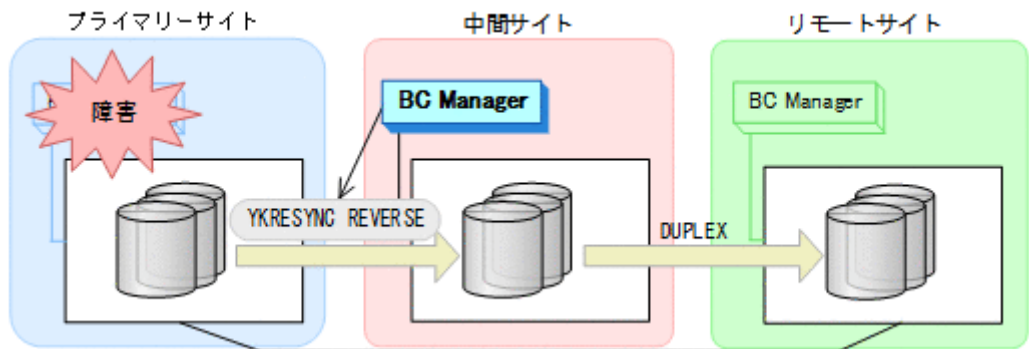 プライマリーサイト
中間サイト
リモートサイト
障害
BC Manager
BC Manager
YKRESYNC REVERSE
DUPLEX